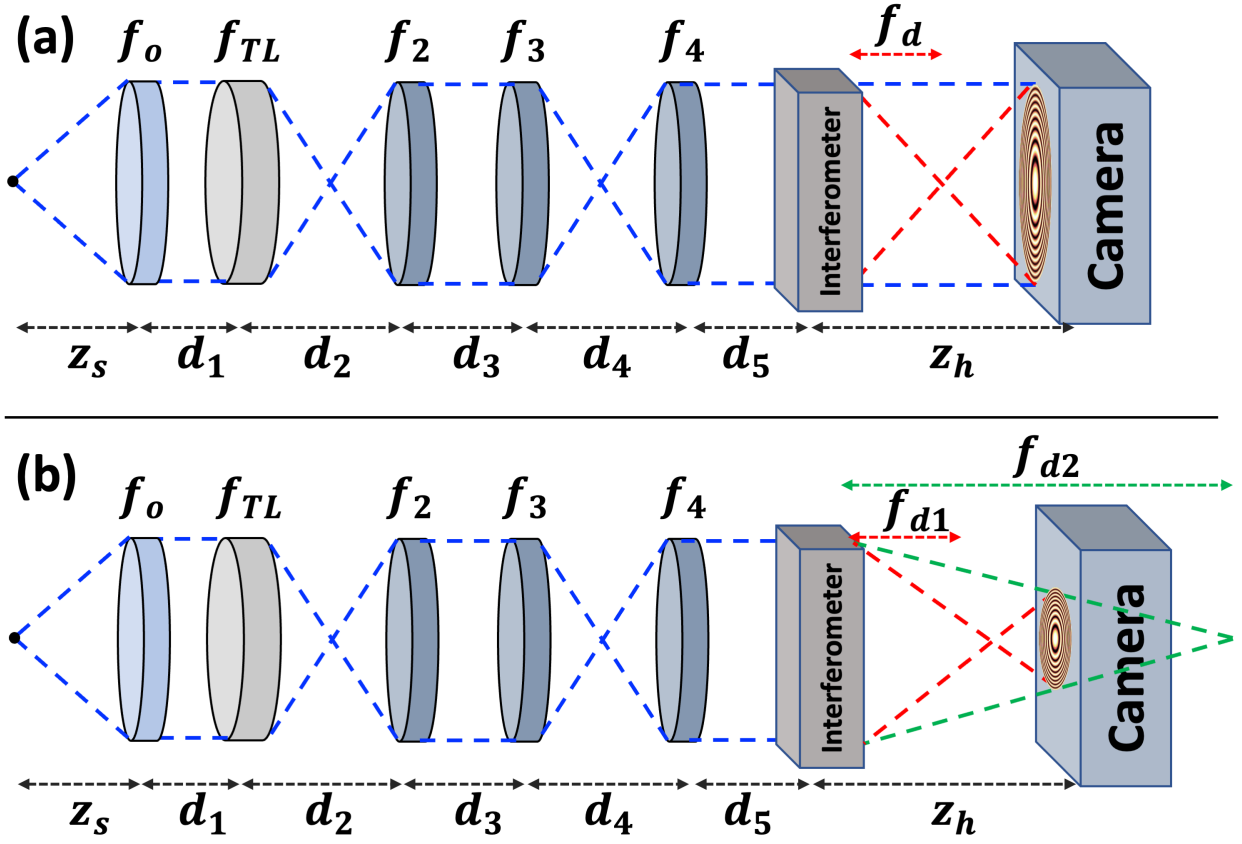 (a)
f_o f_TL f_2 f_3 f_4 f_d
Interferometer
Camera
z_s d_1 d_2 d_3 d_4 d_5 z_h
(b)
f_d2
f_o f_TL f_2 f_3 f_4 f_d1
Interferometer
Camera
z_s d_1 d_2 d_3 d_4 d_5 z_h